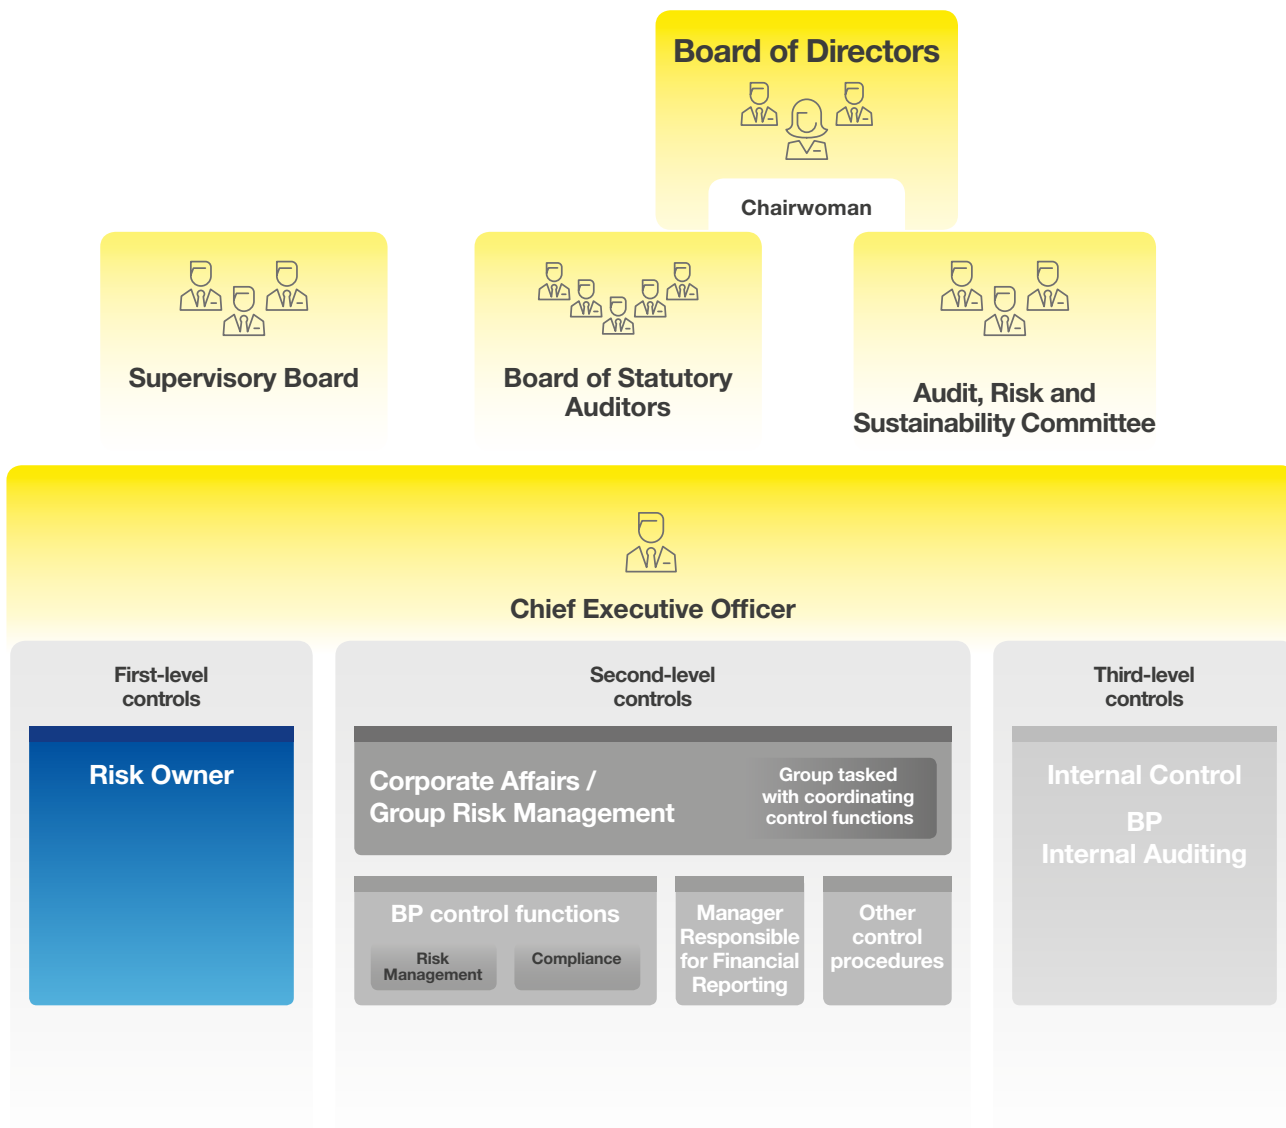 Board of Directors
Chairwoman
Supervisory Board
Board of Statutory
Auditors
Audit, Risk and
Sustainability Committee
Chief Executive Officer
First-level
controls
Risk Owner
Second-level
controls
Corporate Affairs /
Group Risk Management
Group tasked
with coordinating
control functions
BP control functions
Risk
Management
Compliance
Manager
Responsible
for Financial
Reporting
Other
control
procedures
Third-level
controls
Internal Control
BP
Internal Auditing